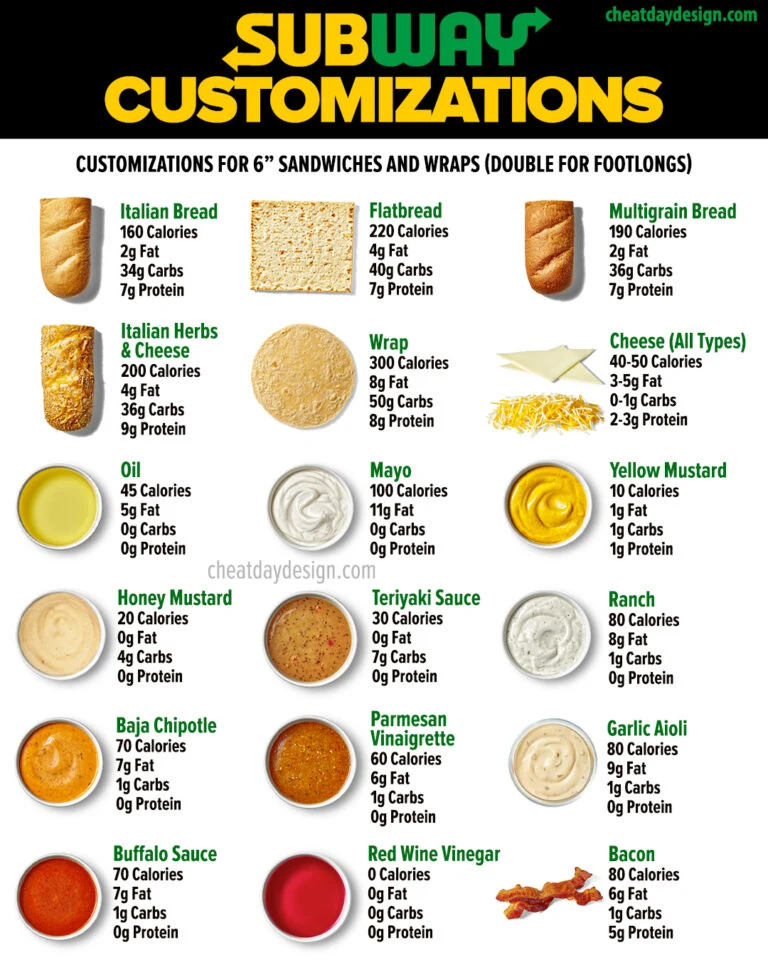 cheatdaydesign.com
SUBWAY
CUSTOMIZATIONS
CUSTOMIZATIONS FOR 6” SANDWICHES AND WRAPS (DOUBLE FOR FOOTLONGS)
Italian Bread
160 Calories
2g Fat
34g Carbs
7g Protein
Flatbread
220 Calories
4g Fat
40g Carbs
7g Protein
Multigrain Bread
190 Calories
2g Fat
36g Carbs
7g Protein
Italian Herbs
& Cheese
200 Calories
4g Fat
36g Carbs
9g Protein
Wrap
300 Calories
8g Fat
50g Carbs
8g Protein
Cheese (All Types)
40-50 Calories
3-5g Fat
0-1g Carbs
2-3g Protein
Oil
45 Calories
5g Fat
0g Carbs
0g Protein
Mayo
100 Calories
11g Fat
0g Carbs
0g Protein
Yellow Mustard
10 Calories
1g Fat
1g Carbs
1g Protein
cheatdaydesign.com
Honey Mustard
20 Calories
0g Fat
4g Carbs
0g Protein
Teriyaki Sauce
30 Calories
0g Fat
7g Carbs
0g Protein
Ranch
80 Calories
8g Fat
1g Carbs
0g Protein
Baja Chipotle
70 Calories
7g Fat
1g Carbs
0g Protein
Parmesan
Vinaigrette
60 Calories
6g Fat
1g Carbs
0g Protein
Garlic Aioli
80 Calories
9g Fat
1g Carbs
0g Protein
Buffalo Sauce
70 Calories
7g Fat
1g Carbs
0g Protein
Red Wine Vinegar
0 Calories
0g Fat
0g Carbs
0g Protein
Bacon
80 Calories
6g Fat
1g Carbs
5g Protein